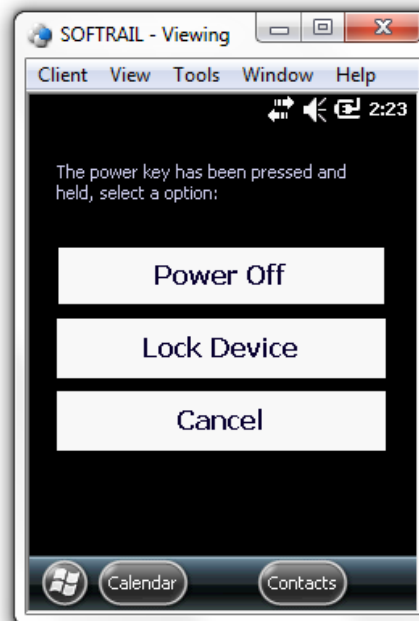 SOFTRAIL - Viewing
Client View Tools Window Help
2:23
The power key has been pressed and
held, select a option:
Power Off
Lock Device
Cancel
Calendar Contacts